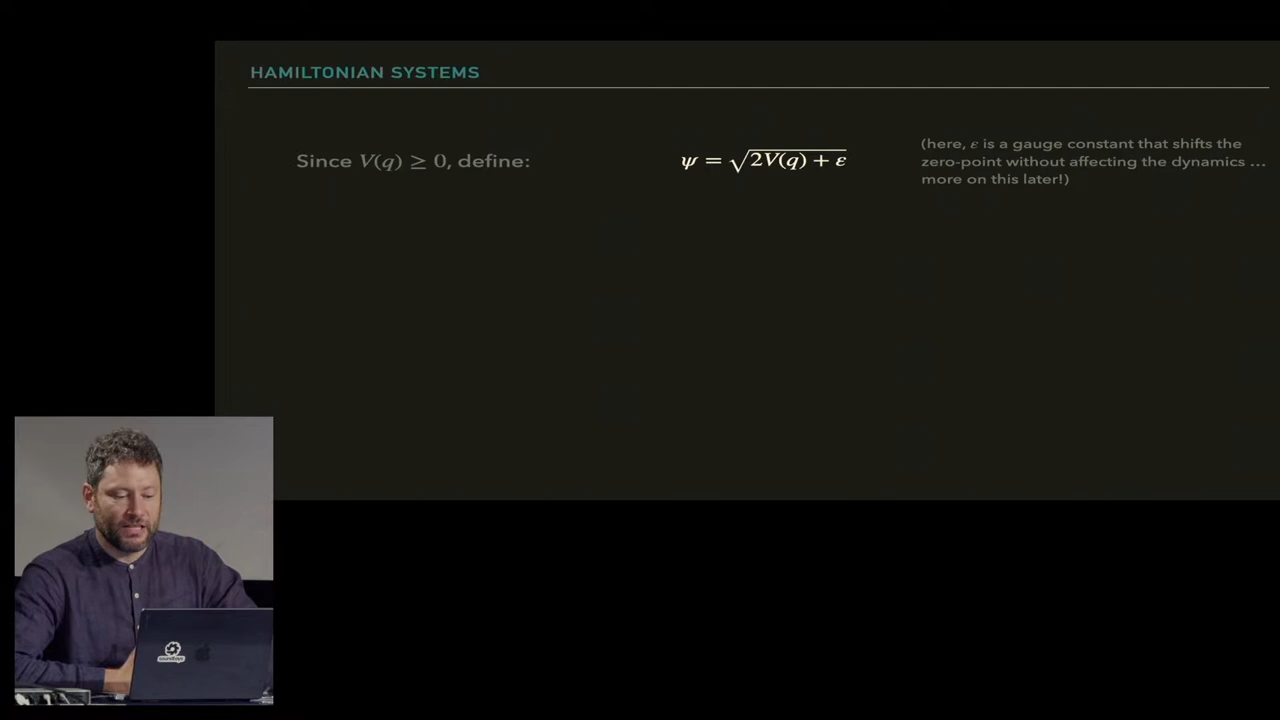 HAMILTONIAN SYSTEMS
Since V(q) ≥ 0, define:
ψ = √2V(q) + ε
(here, ε is a gauge constant that shifts the
zero-point without affecting the dynamics …
more on this later!)
soundtoys